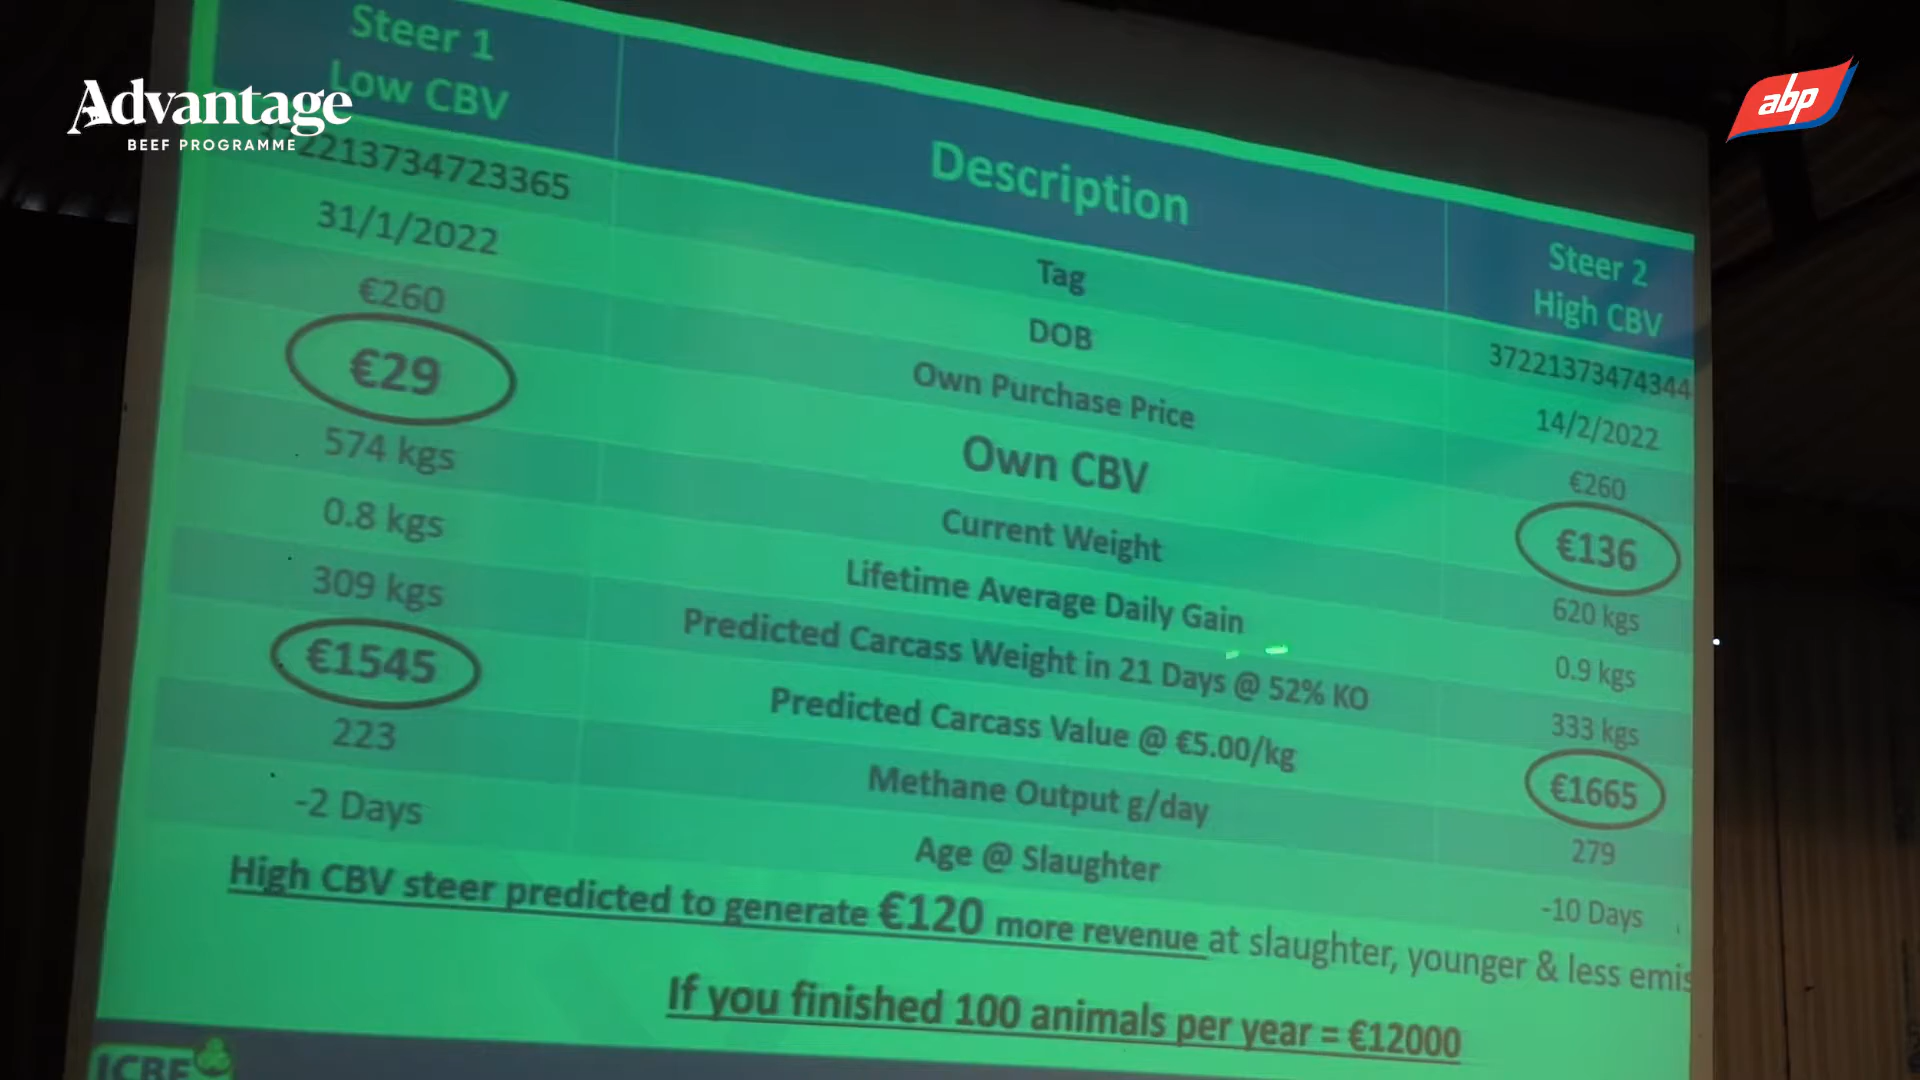 Advantage
BEEF PROGRAMME
abp
Steer 1
Low CBV
Description
Steer 2
High CBV
2213734723365
Tag
37221373474344
31/1/2022
DOB
14/2/2022
€260
Own Purchase Price
€260
€29
Own CBV
€136
574 kgs
Current Weight
620 kgs
0.8 kgs
Lifetime Average Daily Gain
0.9 kgs
309 kgs
Predicted Carcass Weight in 21 Days @ 52% KO
333 kgs
€1545
Predicted Carcass Value @ €5.00/kg
€1665
223
Methane Output g/day
279
-2 Days
Age @ Slaughter
-10 Days
High CBV steer predicted to generate €120 more revenue at slaughter, younger & less emis
If you finished 100 animals per year = €12000
ICBF